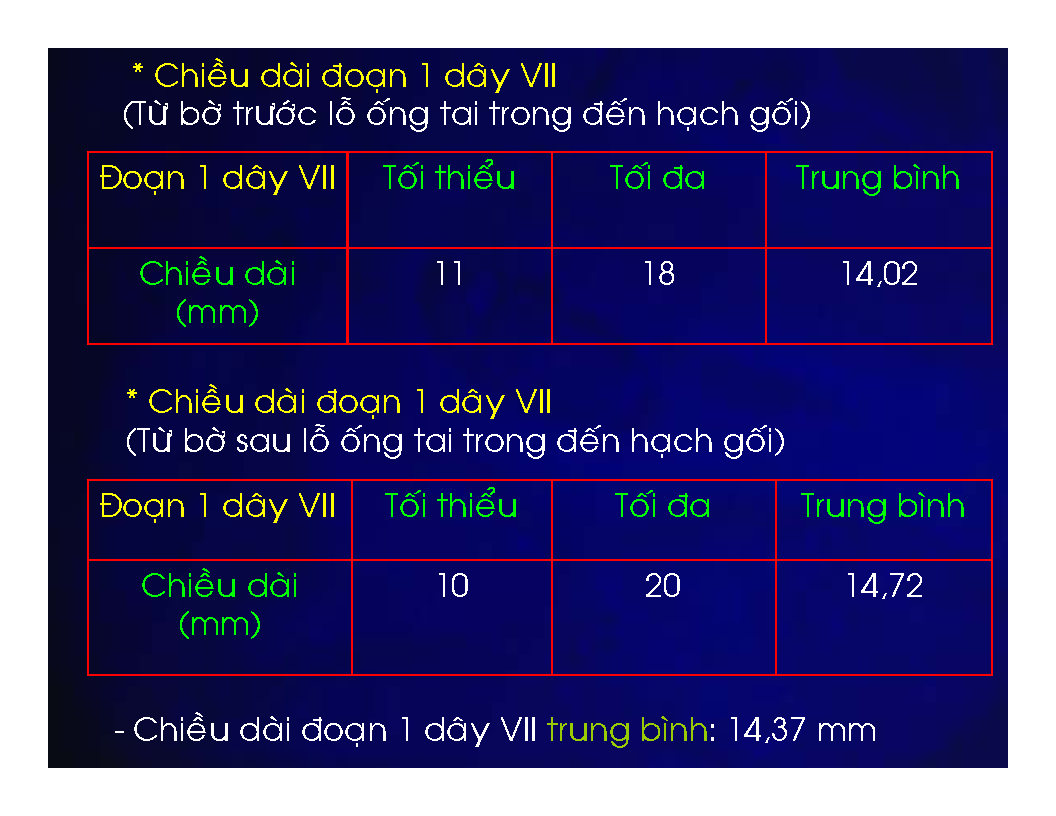 * Chiều dài đoạn 1 dây VII
(Từ bờ trước lỗ ống tai trong đến hạch gối)
Đoạn 1 dây VII Tối thiểu Tối đa Trung bình
Chiều dài 11 18 14,02
(mm)
* Chiều dài đoạn 1 dây VII
(Từ bờ sau lỗ ống tai trong đến hạch gối)
Đoạn 1 dây VII Tối thiểu Tối đa Trung bình
Chiều dài 10 20 14,72
(mm)
- Chiều dài đoạn 1 dây VII trung bình: 14,37 mm